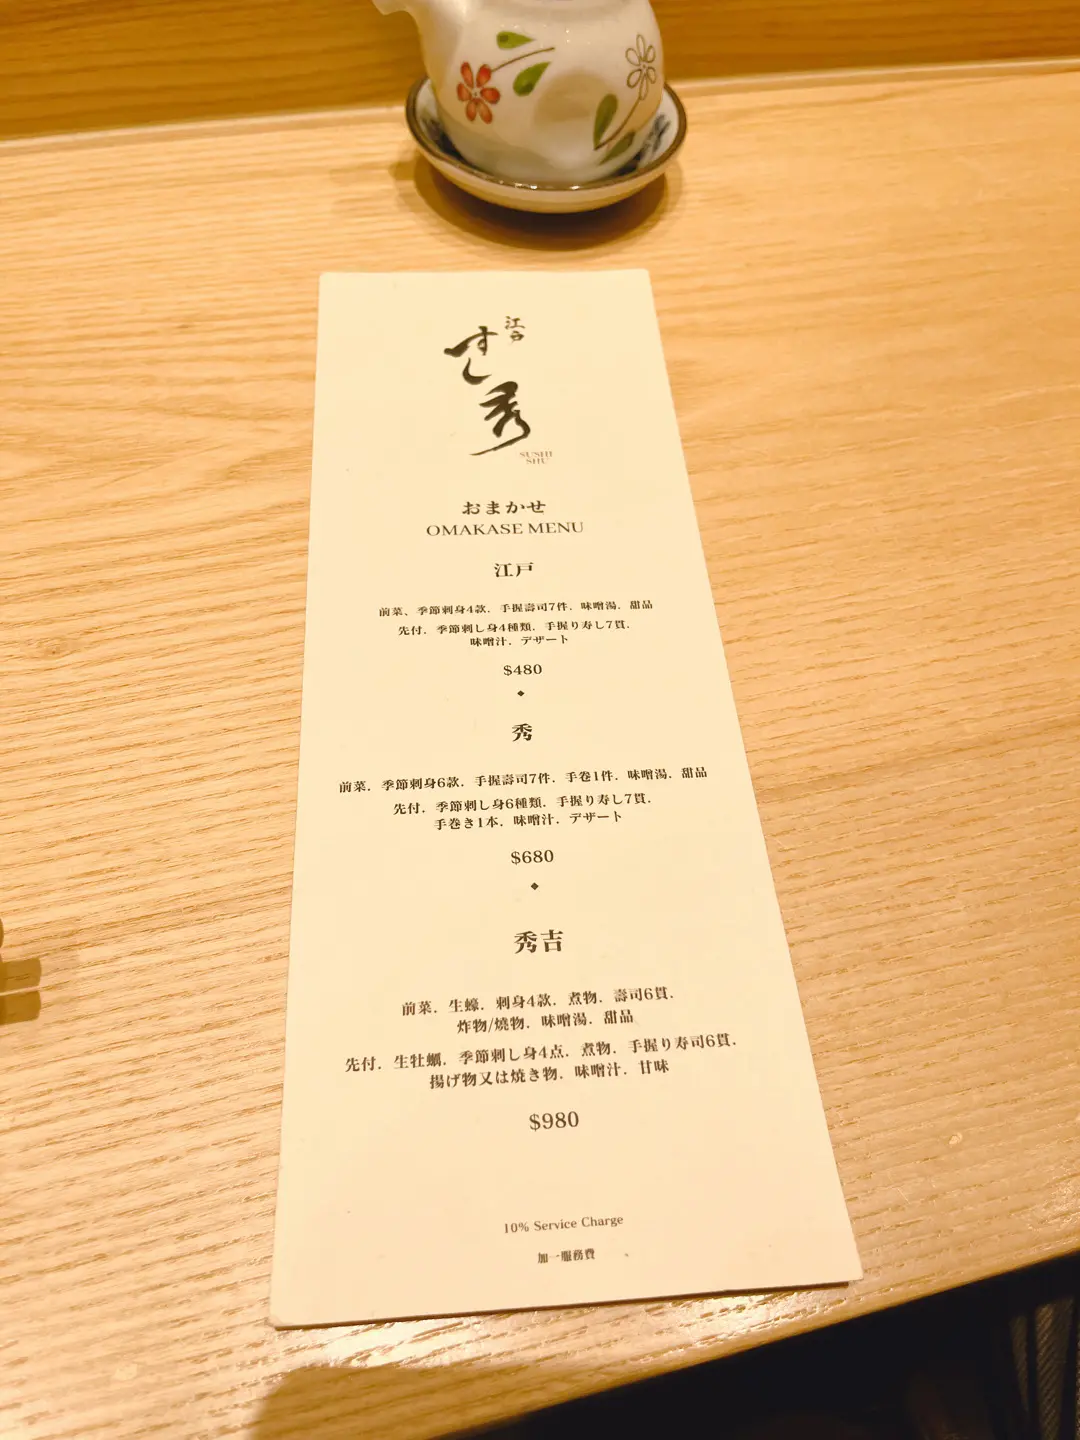 江戸
すし
秀
SUSHI
SHU
おまかせ
OMAKASE MENU
江戸
前菜、季節刺身4款．手握壽司7件．味噌湯．甜品
先付．季節刺し身4種類．手握り寿し7貫．
味噌汁．デザート
$480
秀
前菜．季節刺身6款．手握壽司7件．手卷1件．味噌湯．甜品
先付．季節刺し身6種類．手握り寿し7貫．
手巻き1本．味噌汁．デザート
$680
秀吉
前菜．生蠔．刺身4款．煮物．壽司6貫．
炸物/燒物．味噌湯．甜品
先付．生牡蠣．季節刺し身4点．煮物．手握り寿司6貫．
揚げ物又は焼き物．味噌汁．甘味
$980
10% Service Charge
加一服務費